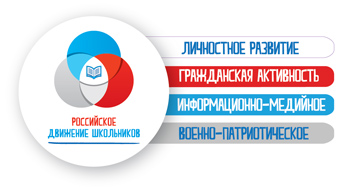 РОССИЙСКОЕ
ДВИЖЕНИЕ ШКОЛЬНИКОВ
ЛИЧНОСТНОЕ РАЗВИТИЕ
ГРАЖДАНСКАЯ АКТИВНОСТЬ
ИНФОРМАЦИОННО-МЕДИЙНОЕ
ВОЕННО-ПАТРИОТИЧЕСКОЕ